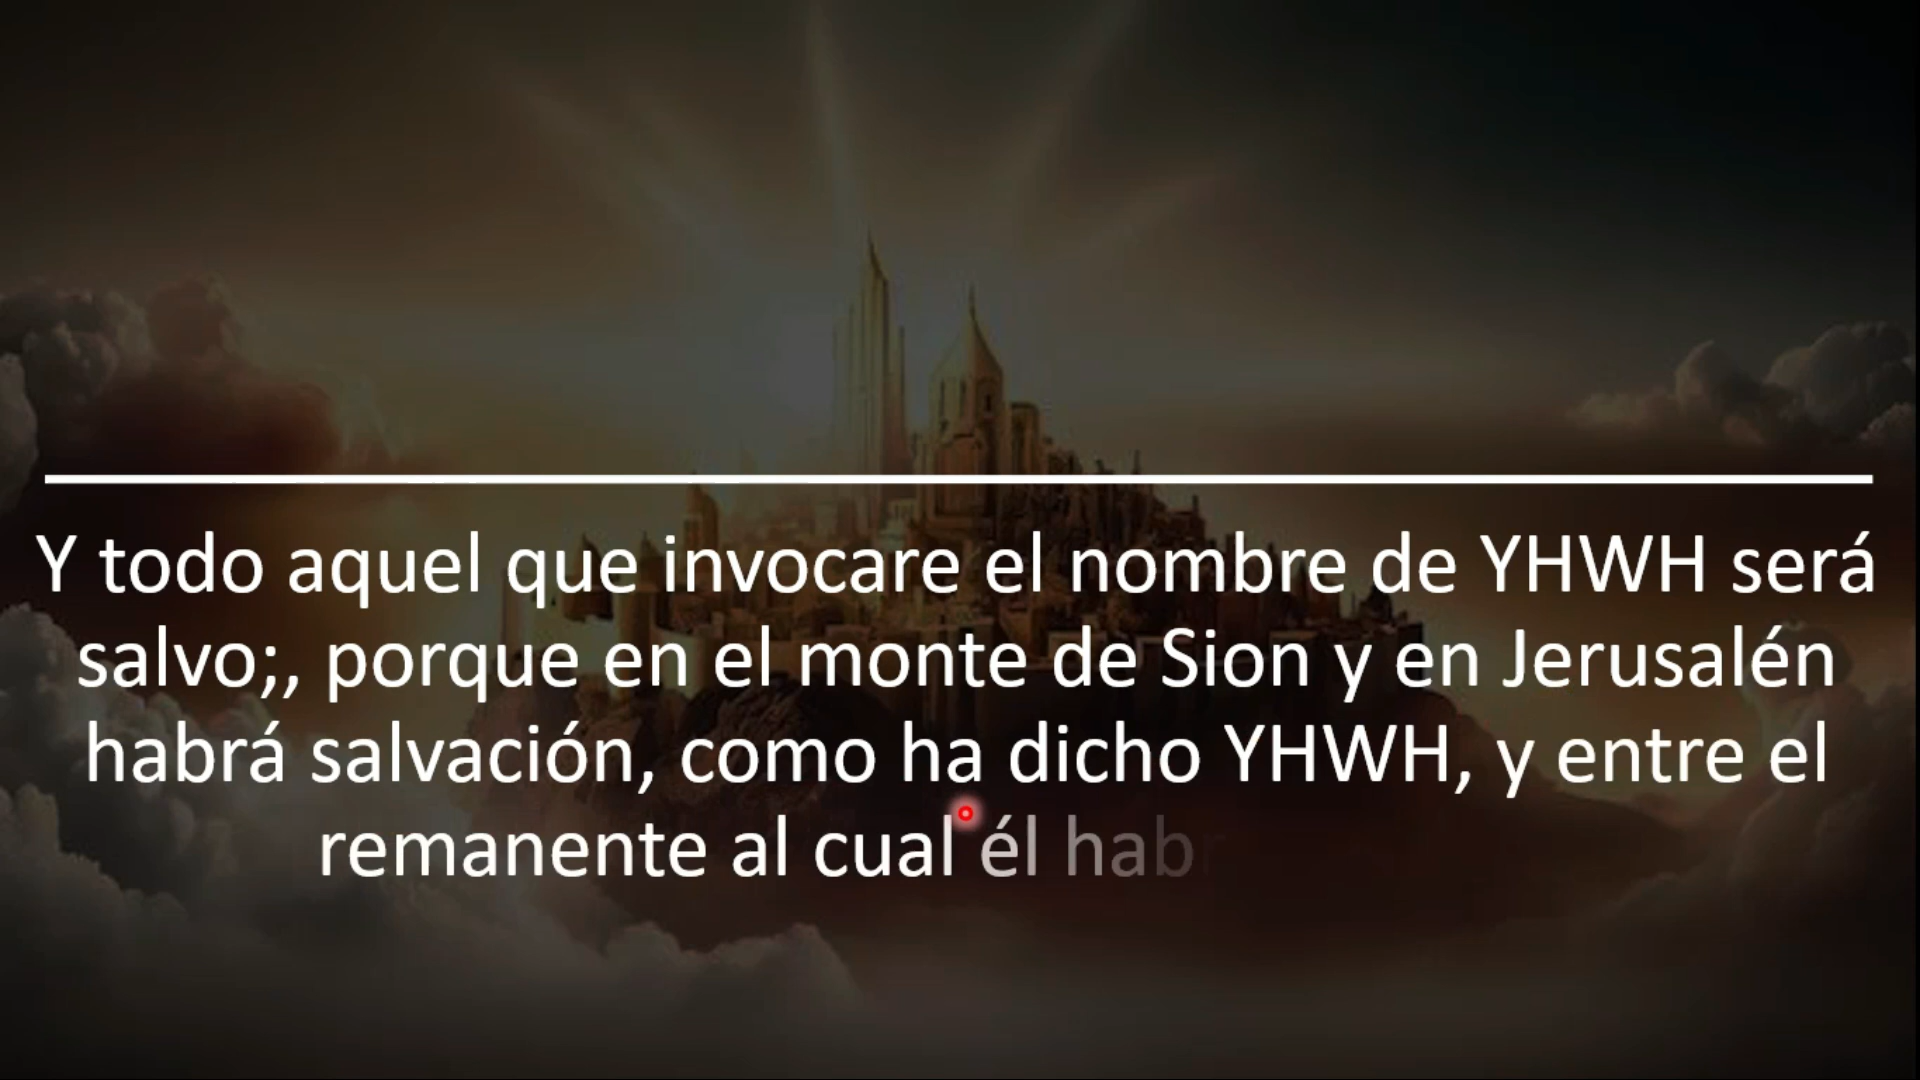 Y todo aquel que invocare el nombre de YHWH será
salvo;, porque en el monte de Sion y en Jerusalén
habrá salvación, como ha dicho YHWH, y entre el
remanente al cual él